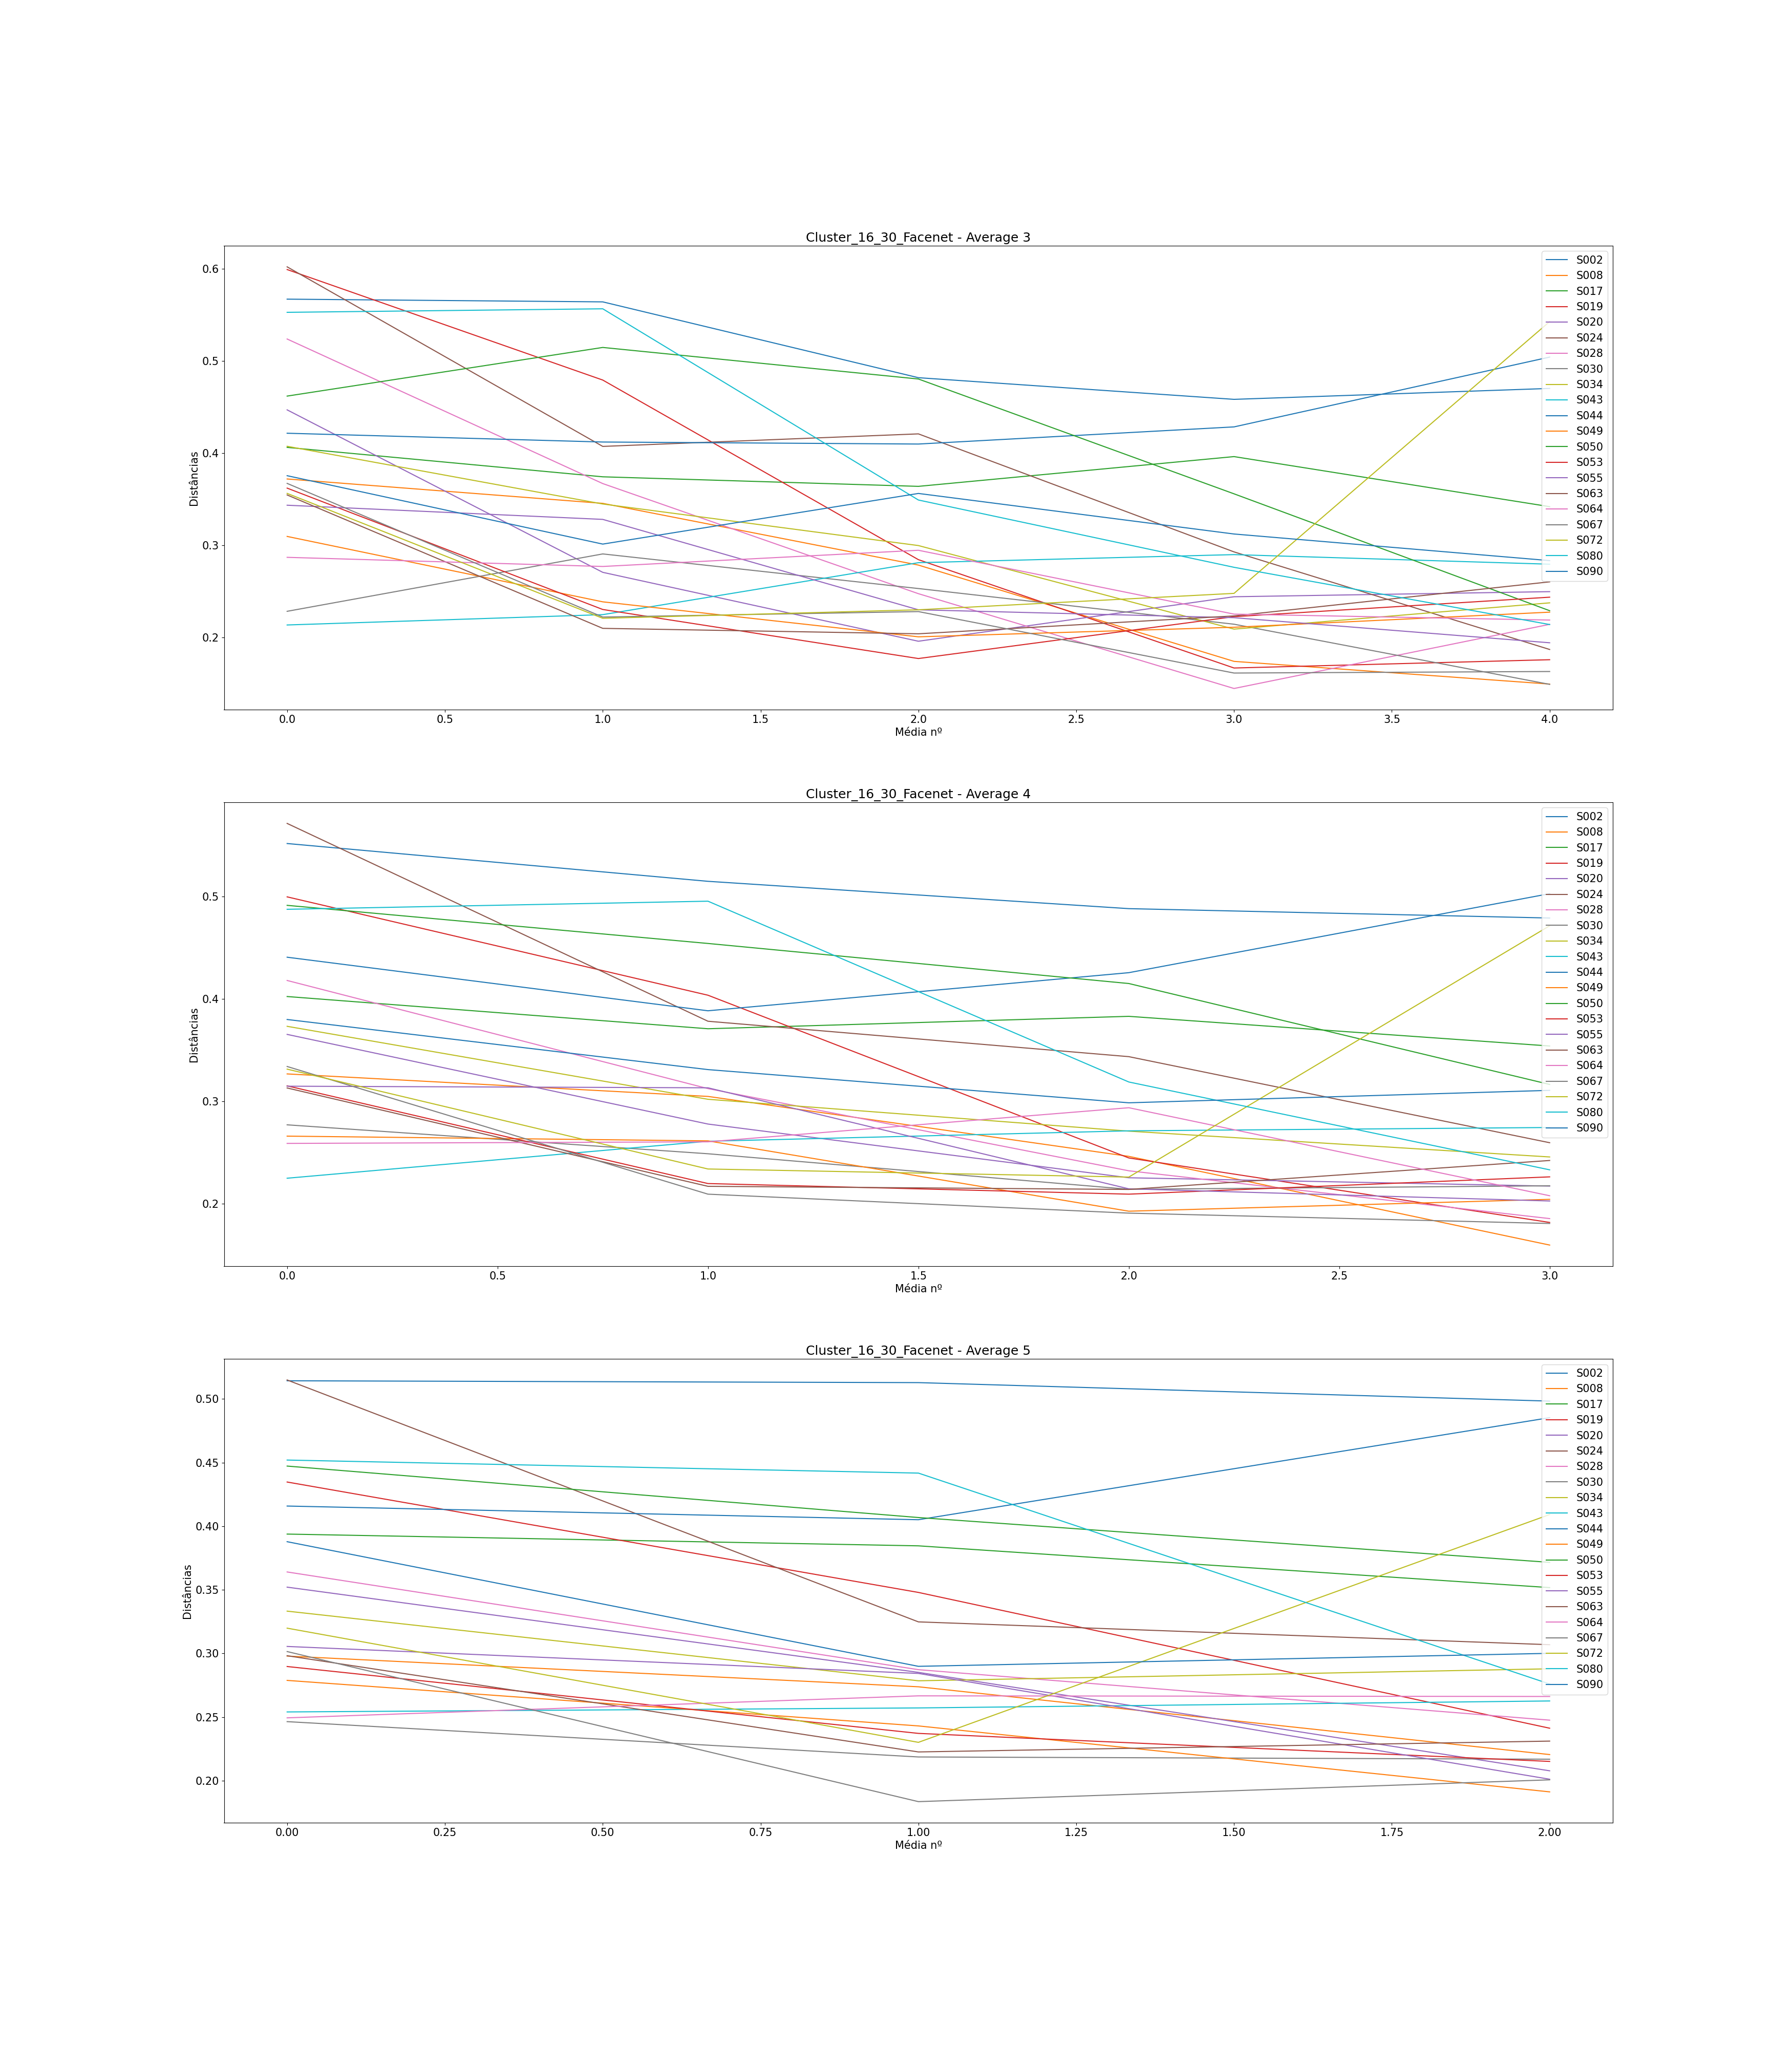 Cluster_16_30_Facenet - Average 3
Distâncias
0.6
0.5
0.4
0.3
0.2
0.0 0.5 1.0 1.5 2.0 2.5 3.0 3.5 4.0
Média nº
S002
S008
S017
S019
S020
S024
S028
S030
S034
S043
S044
S049
S050
S053
S055
S063
S064
S067
S072
S080
S090
Cluster_16_30_Facenet - Average 4
Distâncias
0.5
0.4
0.3
0.2
0.0 0.5 1.0 1.5 2.0 2.5 3.0
Média nº
S002
S008
S017
S019
S020
S024
S028
S030
S034
S043
S044
S049
S050
S053
S055
S063
S064
S067
S072
S080
S090
Cluster_16_30_Facenet - Average 5
Distâncias
0.50
0.45
0.40
0.35
0.30
0.25
0.20
0.00 0.25 0.50 0.75 1.00 1.25 1.50 1.75 2.00
Média nº
S002
S008
S017
S019
S020
S024
S028
S030
S034
S043
S044
S049
S050
S053
S055
S063
S064
S067
S072
S080
S090